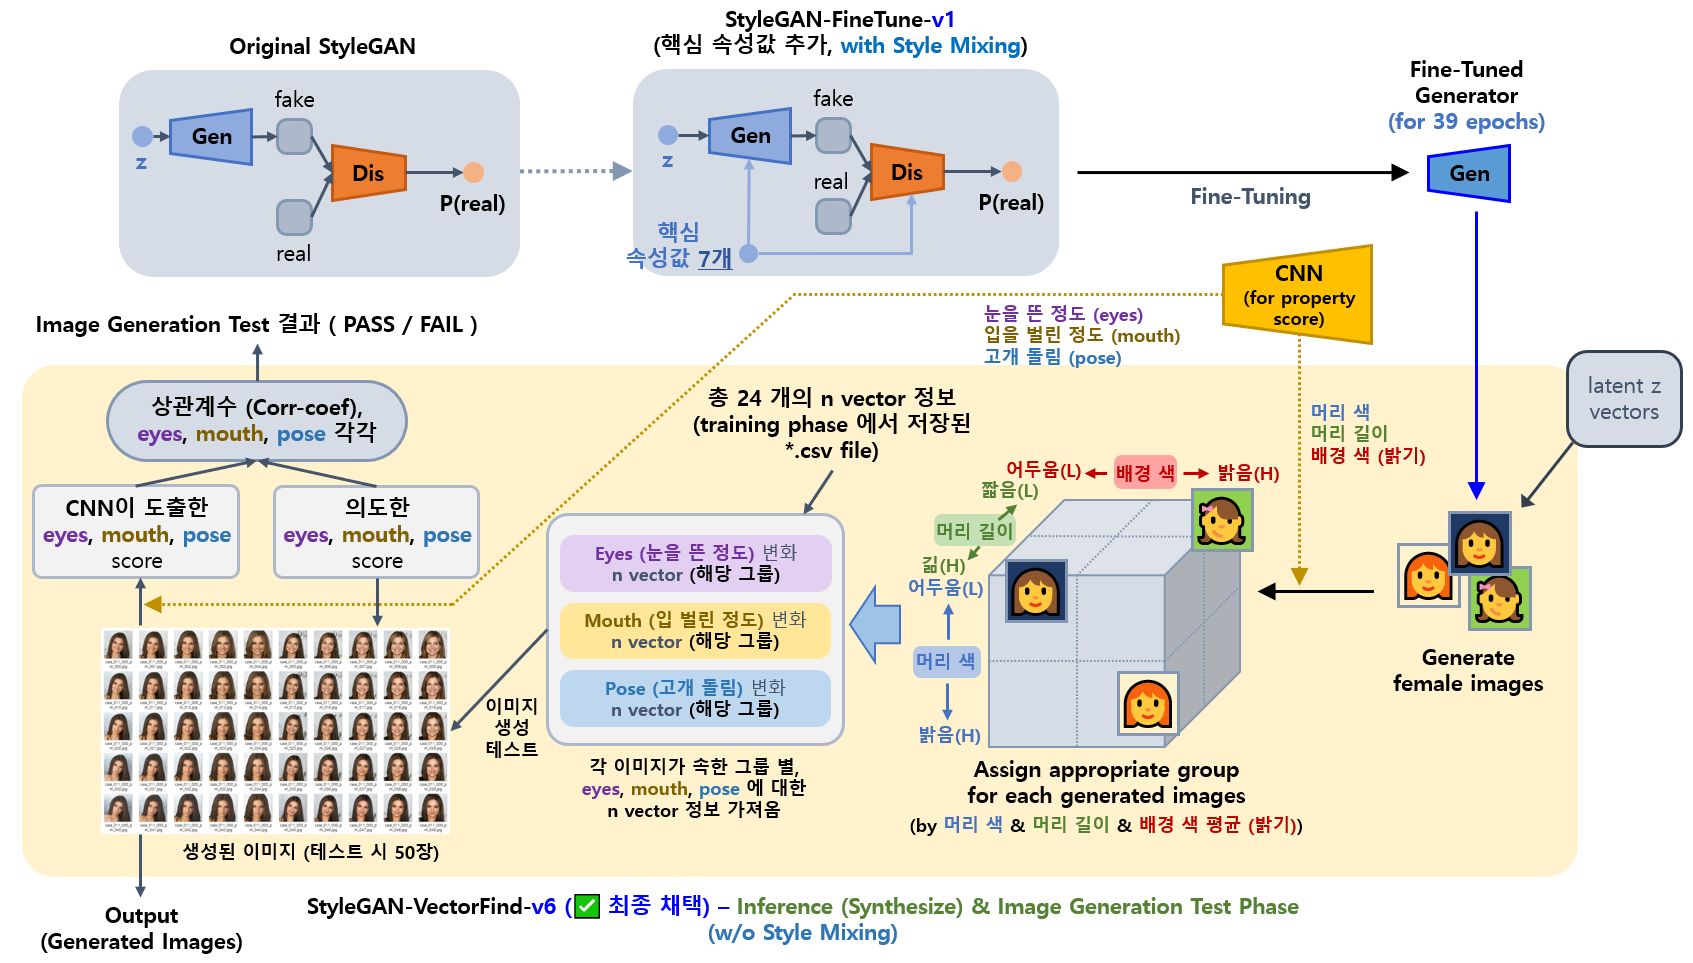 Original StyleGAN
fake
Gen
z
Dis
P(real)
real
StyleGAN-FineTune-v1
(핵심 속성값 추가, with Style Mixing)
fake
Gen
z
real
Dis
P(real)
핵심
속성값 7개
Fine-Tuning
Fine-Tuned
Generator
(for 39 epochs)
Gen
CNN
(for property
score)
눈을 뜬 정도 (eyes)
입을 벌린 정도 (mouth)
고개 돌림 (pose)
머리 색
머리 길이
배경 색 (밝기)
latent z
vectors
Image Generation Test 결과 ( PASS / FAIL )
상관계수 (Corr-coef),
eyes, mouth, pose 각각
CNN이 도출한
eyes, mouth, pose
score
의도한
eyes, mouth, pose
score
총 24 개의 n vector 정보
(training phase 에서 저장된
*.csv file)
Eyes (눈을 뜬 정도) 변화
n vector (해당 그룹)
Mouth (입 벌린 정도) 변화
n vector (해당 그룹)
Pose (고개 돌림) 변화
n vector (해당 그룹)
각 이미지가 속한 그룹 별,
eyes, mouth, pose 에 대한
n vector 정보 가져옴
이미지
생성
테스트
어두움(L)
배경 색
밝음(H)
짧음(L)
머리 길이
긺(H)
어두움(L)
머리 색
밝음(H)
Assign appropriate group
for each generated images
(by 머리 색 & 머리 길이 & 배경 색 평균 (밝기))
Generate
female images
생성된 이미지 (테스트 시 50장)
Output
(Generated Images)
StyleGAN-VectorFind-v6 (✅ 최종 채택) – Inference (Synthesize) & Image Generation Test Phase
(w/o Style Mixing)